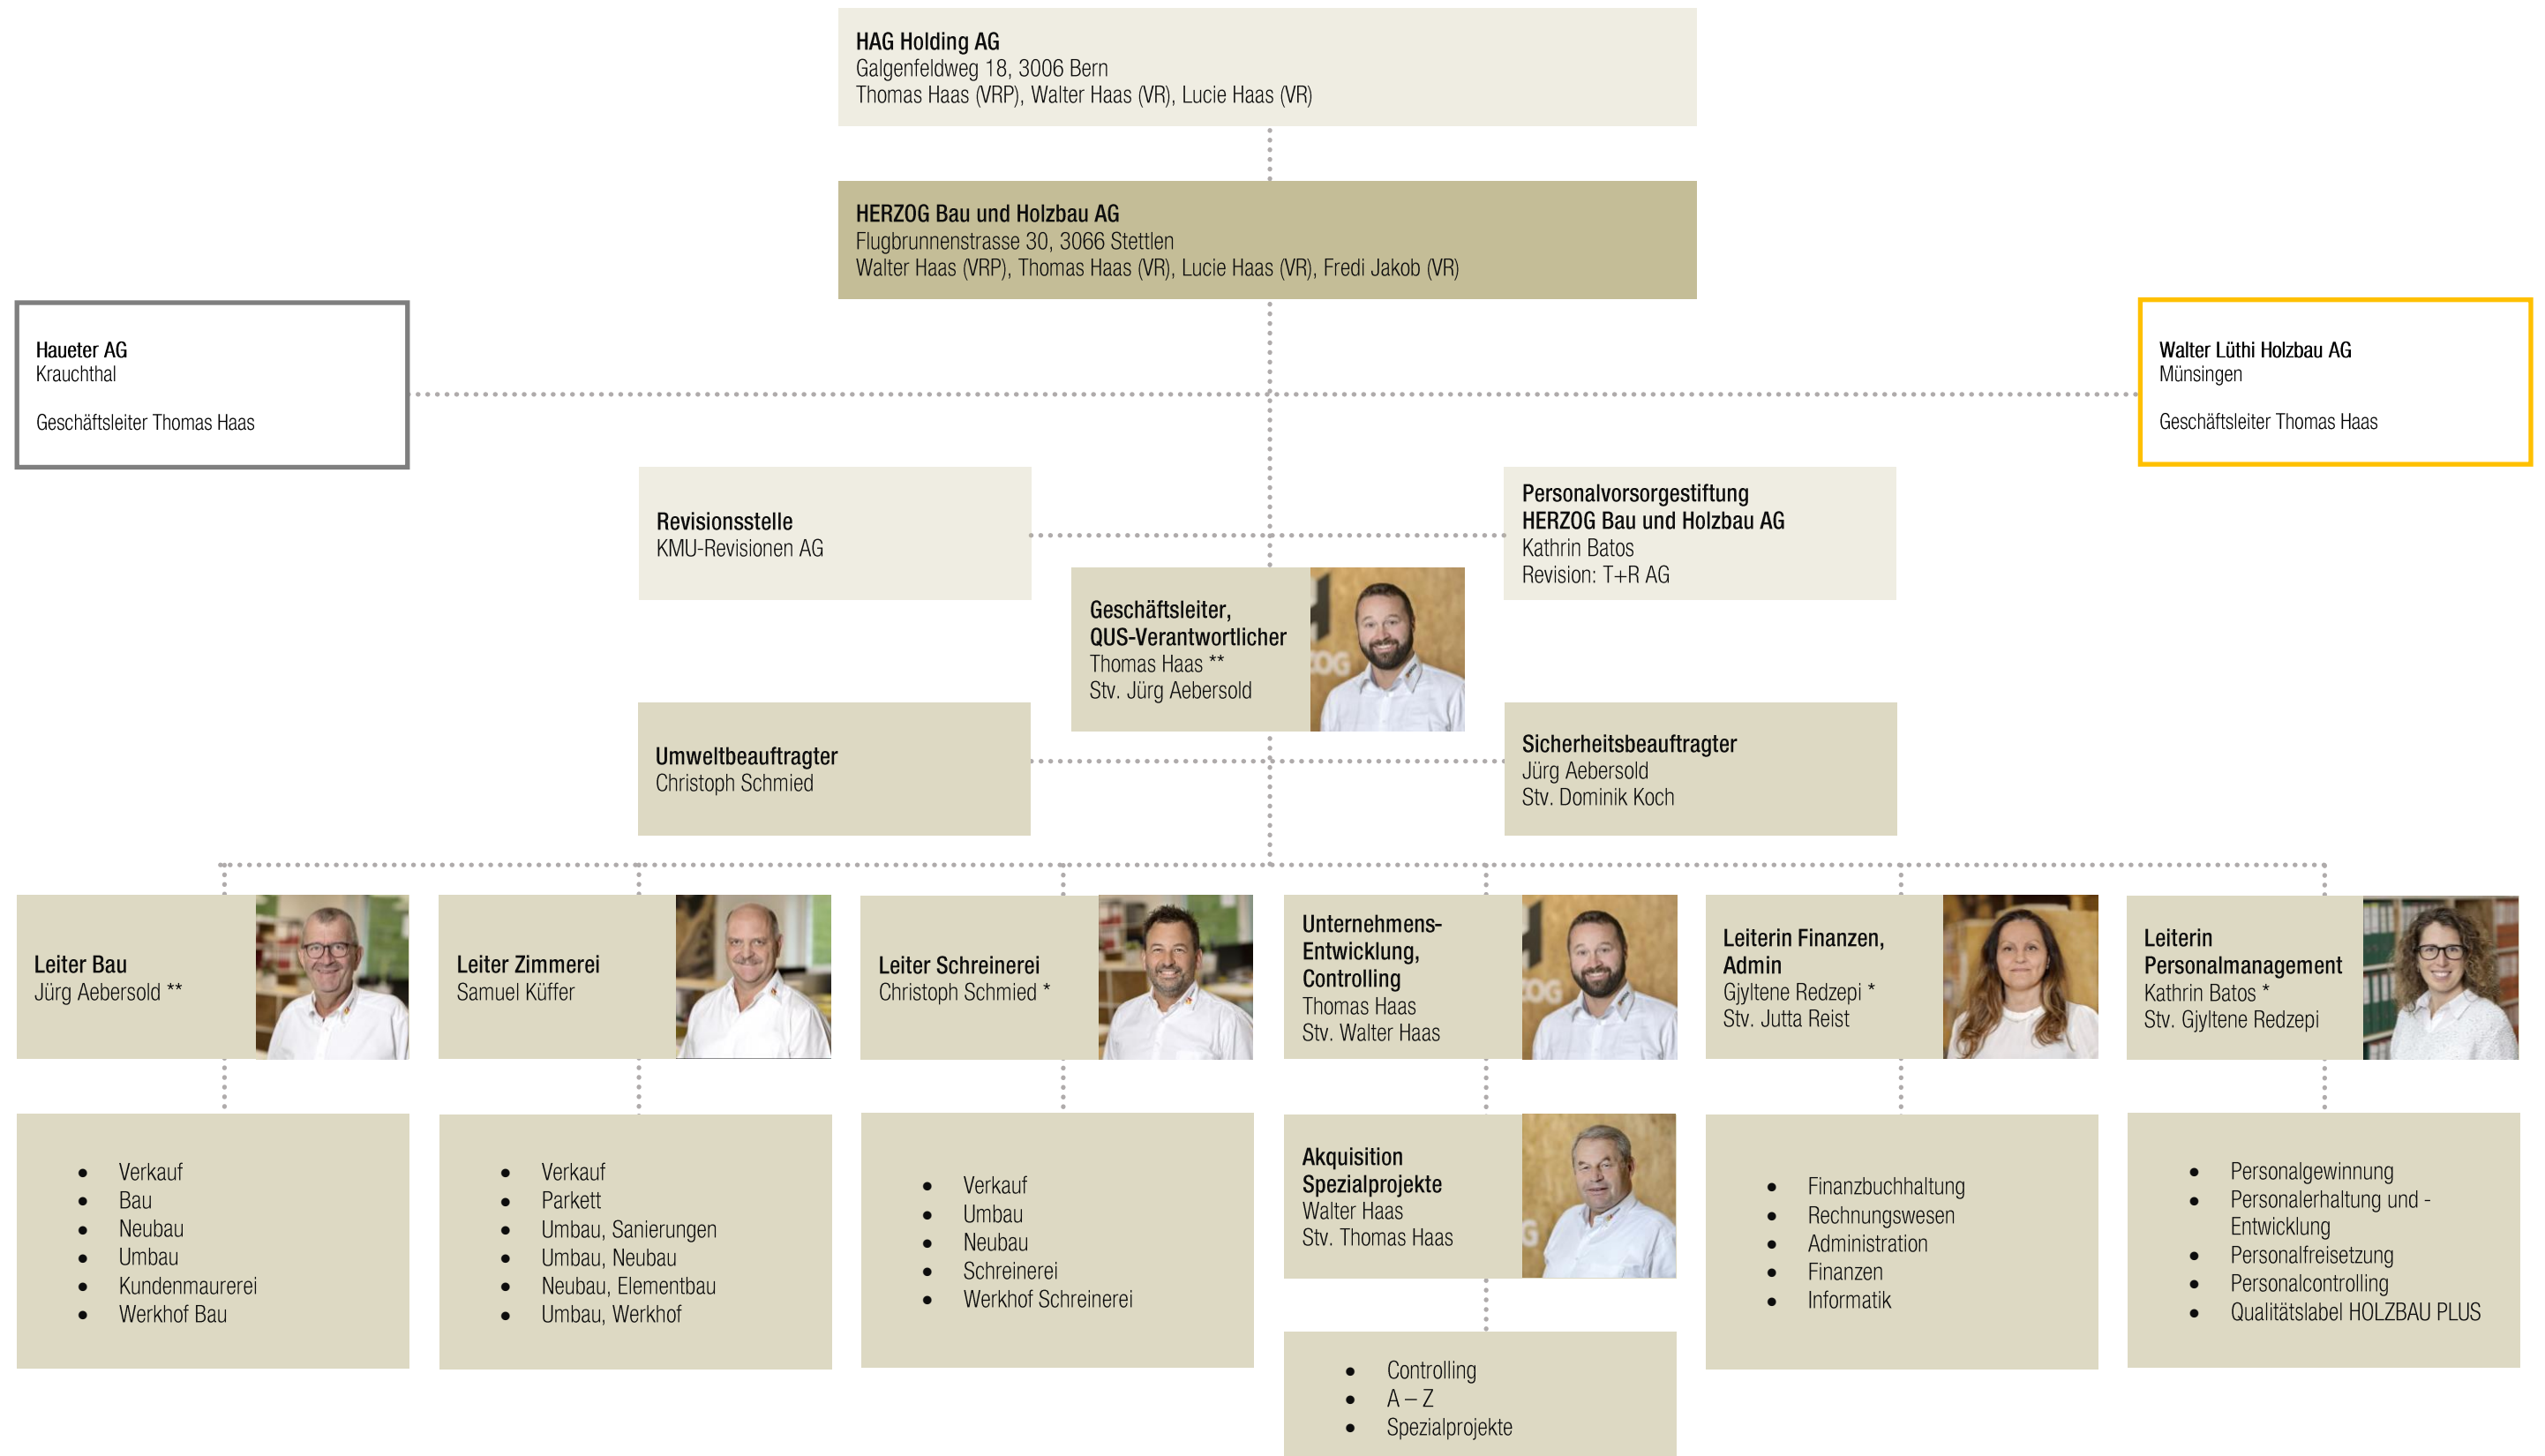 HAG Holding AG
Galgenfeldweg 18, 3006 Bern
Thomas Haas (VRP), Walter Haas (VR), Lucie Haas (VR)
HERZOG Bau und Holzbau AG
Flugbrunnenstrasse 30, 3066 Stettlen
Walter Haas (VRP), Thomas Haas (VR), Lucie Haas (VR), Fredi Jakob (VR)
Haueter AG
Krauchthal
Geschäftsleiter Thomas Haas
Walter Lüthi Holzbau AG
Münsingen
Geschäftsleiter Thomas Haas
Revisionsstelle
KMU-Revisionen AG
Personalvorsorgestiftung
HERZOG Bau und Holzbau AG
Kathrin Batos
Revision: T+R AG
Geschäftsleiter,
QUS-Verantwortlicher
Thomas Haas **
Stv. Jürg Aebersold
ZOG
Umweltbeauftragter
Christoph Schmied
Sicherheitsbeauftragter
Jürg Aebersold
Stv. Dominik Koch
Leiter Bau
Jürg Aebersold **
Leiter Zimmerei
Samuel Küffer
Leiter Schreinerei
Christoph Schmied *
Unternehmens-
Entwicklung,
Controlling
Thomas Haas
Stv. Walter Haas
ZOG
Leiterin Finanzen,
Admin
Gjyltene Redzepi *
Stv. Jutta Reist
Leiterin
Personalmanagement
Kathrin Batos *
Stv. Gjyltene Redzepi
• Verkauf
• Bau
• Neubau
• Umbau
• Kundenmaurerei
• Werkhof Bau
• Verkauf
• Parkett
• Umbau, Sanierungen
• Umbau, Neubau
• Neubau, Elementbau
• Umbau, Werkhof
• Verkauf
• Umbau
• Neubau
• Schreinerei
• Werkhof Schreinerei
Akquisition
Spezialprojekte
Walter Haas
Stv. Thomas Haas
G
• Controlling
• A – Z
• Spezialprojekte
• Finanzbuchhaltung
• Rechnungswesen
• Administration
• Finanzen
• Informatik
• Personalgewinnung
• Personalerhaltung und -
Entwicklung
• Personalfreisetzung
• Personalcontrolling
• Qualitätslabel HOLZBAU PLUS